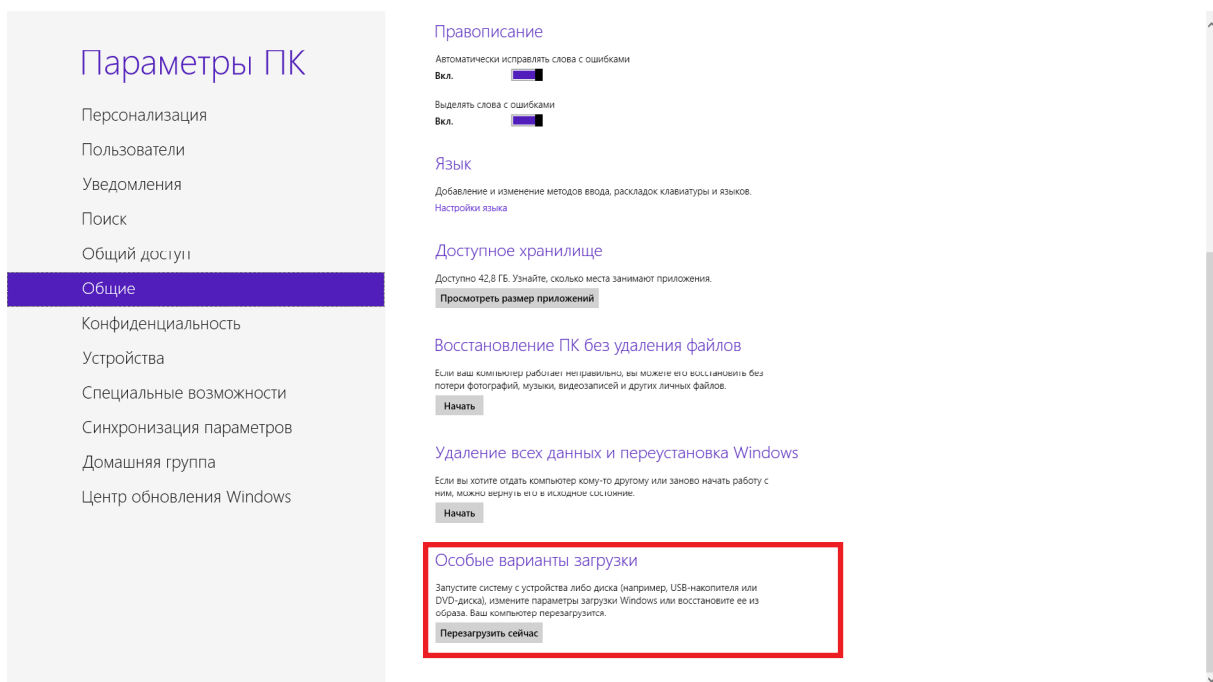 Параметры ПК
Персонализация
Пользователи
Уведомления
Поиск
Общий доступ
Общие
Конфиденциальность
Устройства
Специальные возможности
Синхронизация параметров
Домашняя группа
Центр обновления Windows
Правописание
Автоматически исправлять слова с ошибками
Вкл.
Выделять слова с ошибками
Вкл.
Язык
Добавление и изменение методов ввода, раскладок клавиатуры и языков.
Настройки языка
Доступное хранилище
Доступно 42,8 ГБ. Узнайте, сколько места занимают приложения.
Просмотреть размер приложений
Восстановление ПК без удаления файлов
Если ваш компьютер работает неправильно, вы можете его восстановить без
потери фотографий, музыки, видеозаписей и других личных файлов.
Начать
Удаление всех данных и переустановка Windows
Если вы хотите отдать компьютер кому-то другому или заново начать работу с
ним, можно вернуть его в исходное состояние.
Начать
Особые варианты загрузки
Запустите систему с устройства либо диска (например, USB-накопителя или
DVD-диска), измените параметры загрузки Windows или восстановите ее из
образа. Ваш компьютер перезагрузится.
Перезагрузить сейчас